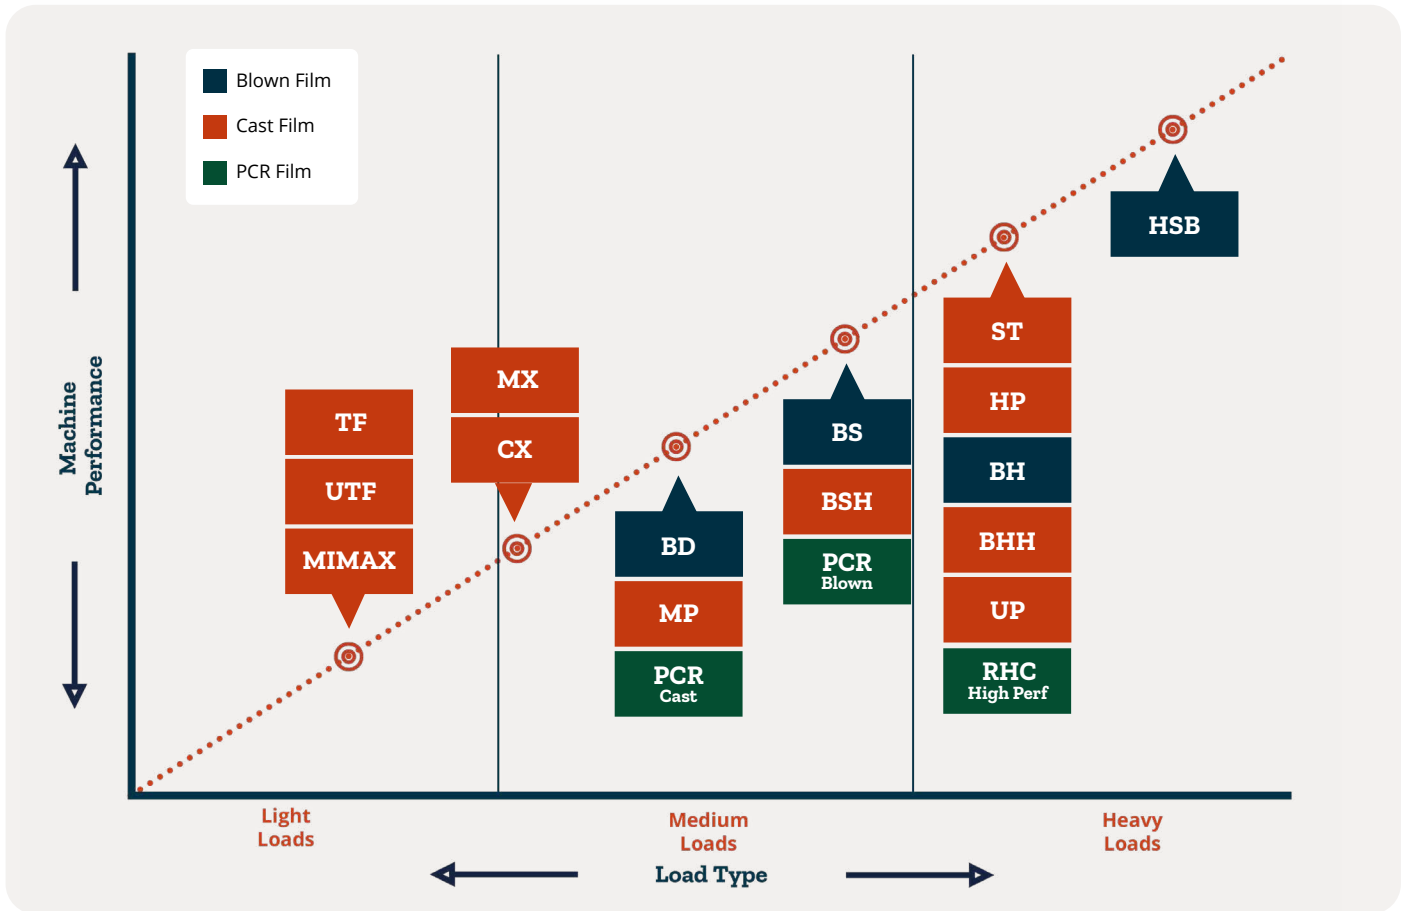 Blown Film
Cast Film
PCR Film
Machine
Performance
TF
UTF
MIMAX
MX
CX
BD
MP
PCR
Cast
BS
BSH
PCR
Blown
ST
HP
BH
BHH
UP
RHC
High Perf
HSB
Light
Loads
Medium
Loads
Heavy
Loads
Load Type